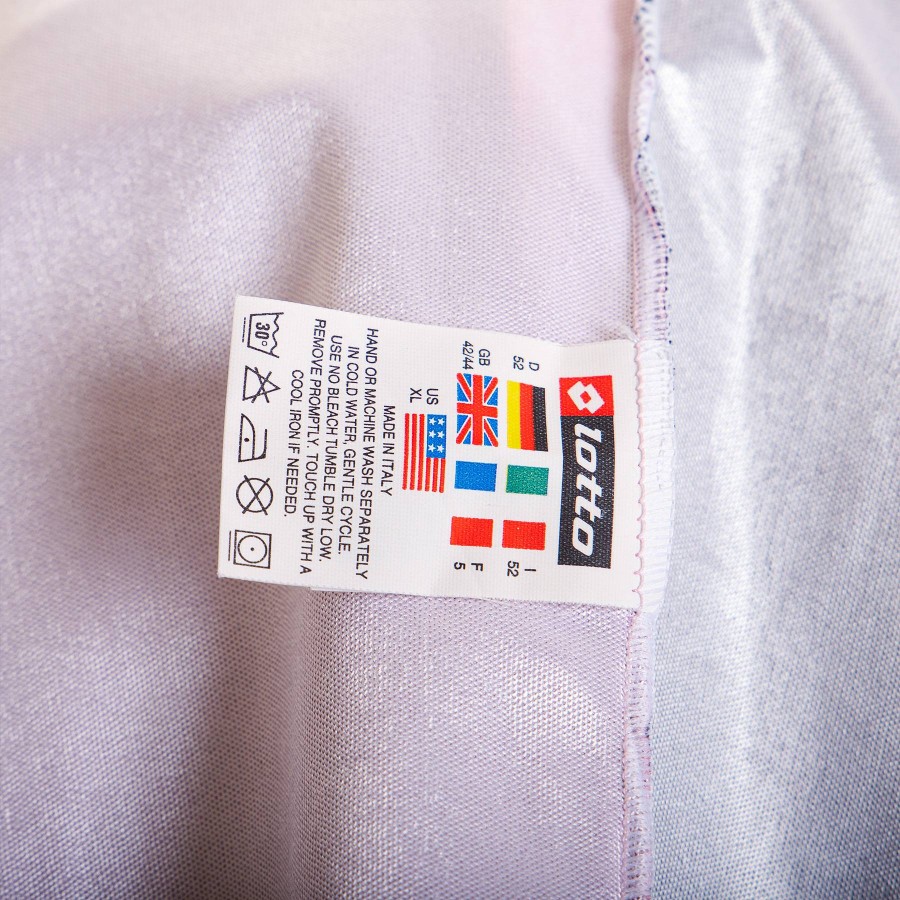 lotto
D
52
I
52
GB
42/44
F
5
US
XL
MADE IN ITALY
HAND OR MACHINE WASH SEPARATELY
IN COLD WATER, GENTLE CYCLE.
USE NO BLEACH TUMBLE DRY LOW.
REMOVE PROMPTLY. TOUCH UP WITH A
COOL IRON IF NEEDED.
30°